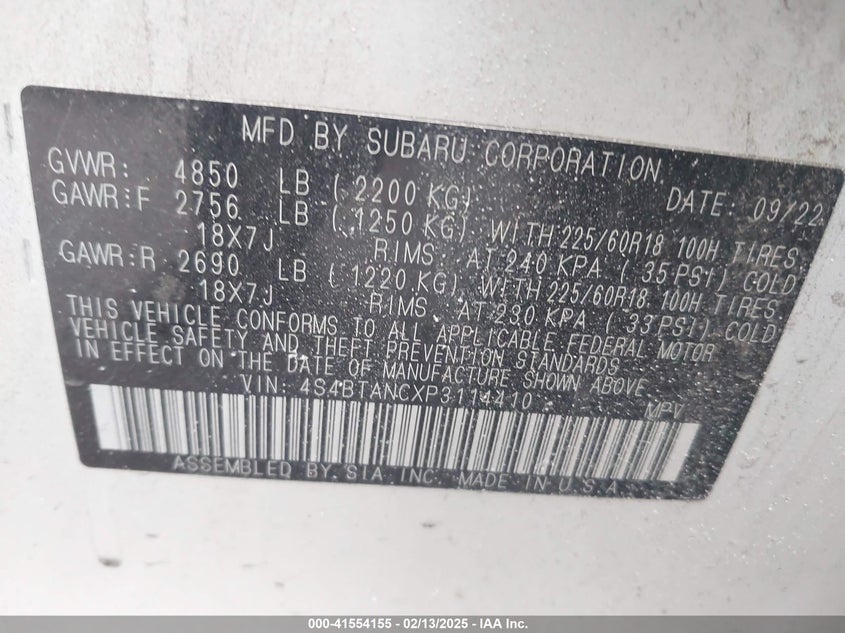 MFD BY SUBARU CORPORATION
GVWR: 4850 LB (2200 KG) DATE: 09/22
GAWR:F 2756 LB (1250 KG) WITH 225/60R18 100H TIRES.
18X7J RIMS. AT 240 KPA (35PSI) COLD
GAWR:R 2690 LB (1220 KG) WITH 225/60R18 100H TIRES.
18X7J RIMS. AT 230 KPA (33PSI) COLD
THIS VEHICLE CONFORMS TO ALL APPLICABLE FEDERAL MOTOR
VEHICLE SAFETY AND THEFT PREVENTION STANDARDS
IN EFFECT ON THE DATE OF MANUFACTURE SHOWN ABOVE.
VIN: 4S4BTANCXP3114410 MPV
ASSEMBLED BY SIA INC. MADE IN U.S.A
000-41554155 - 02/13/2025 - IAA Inc.